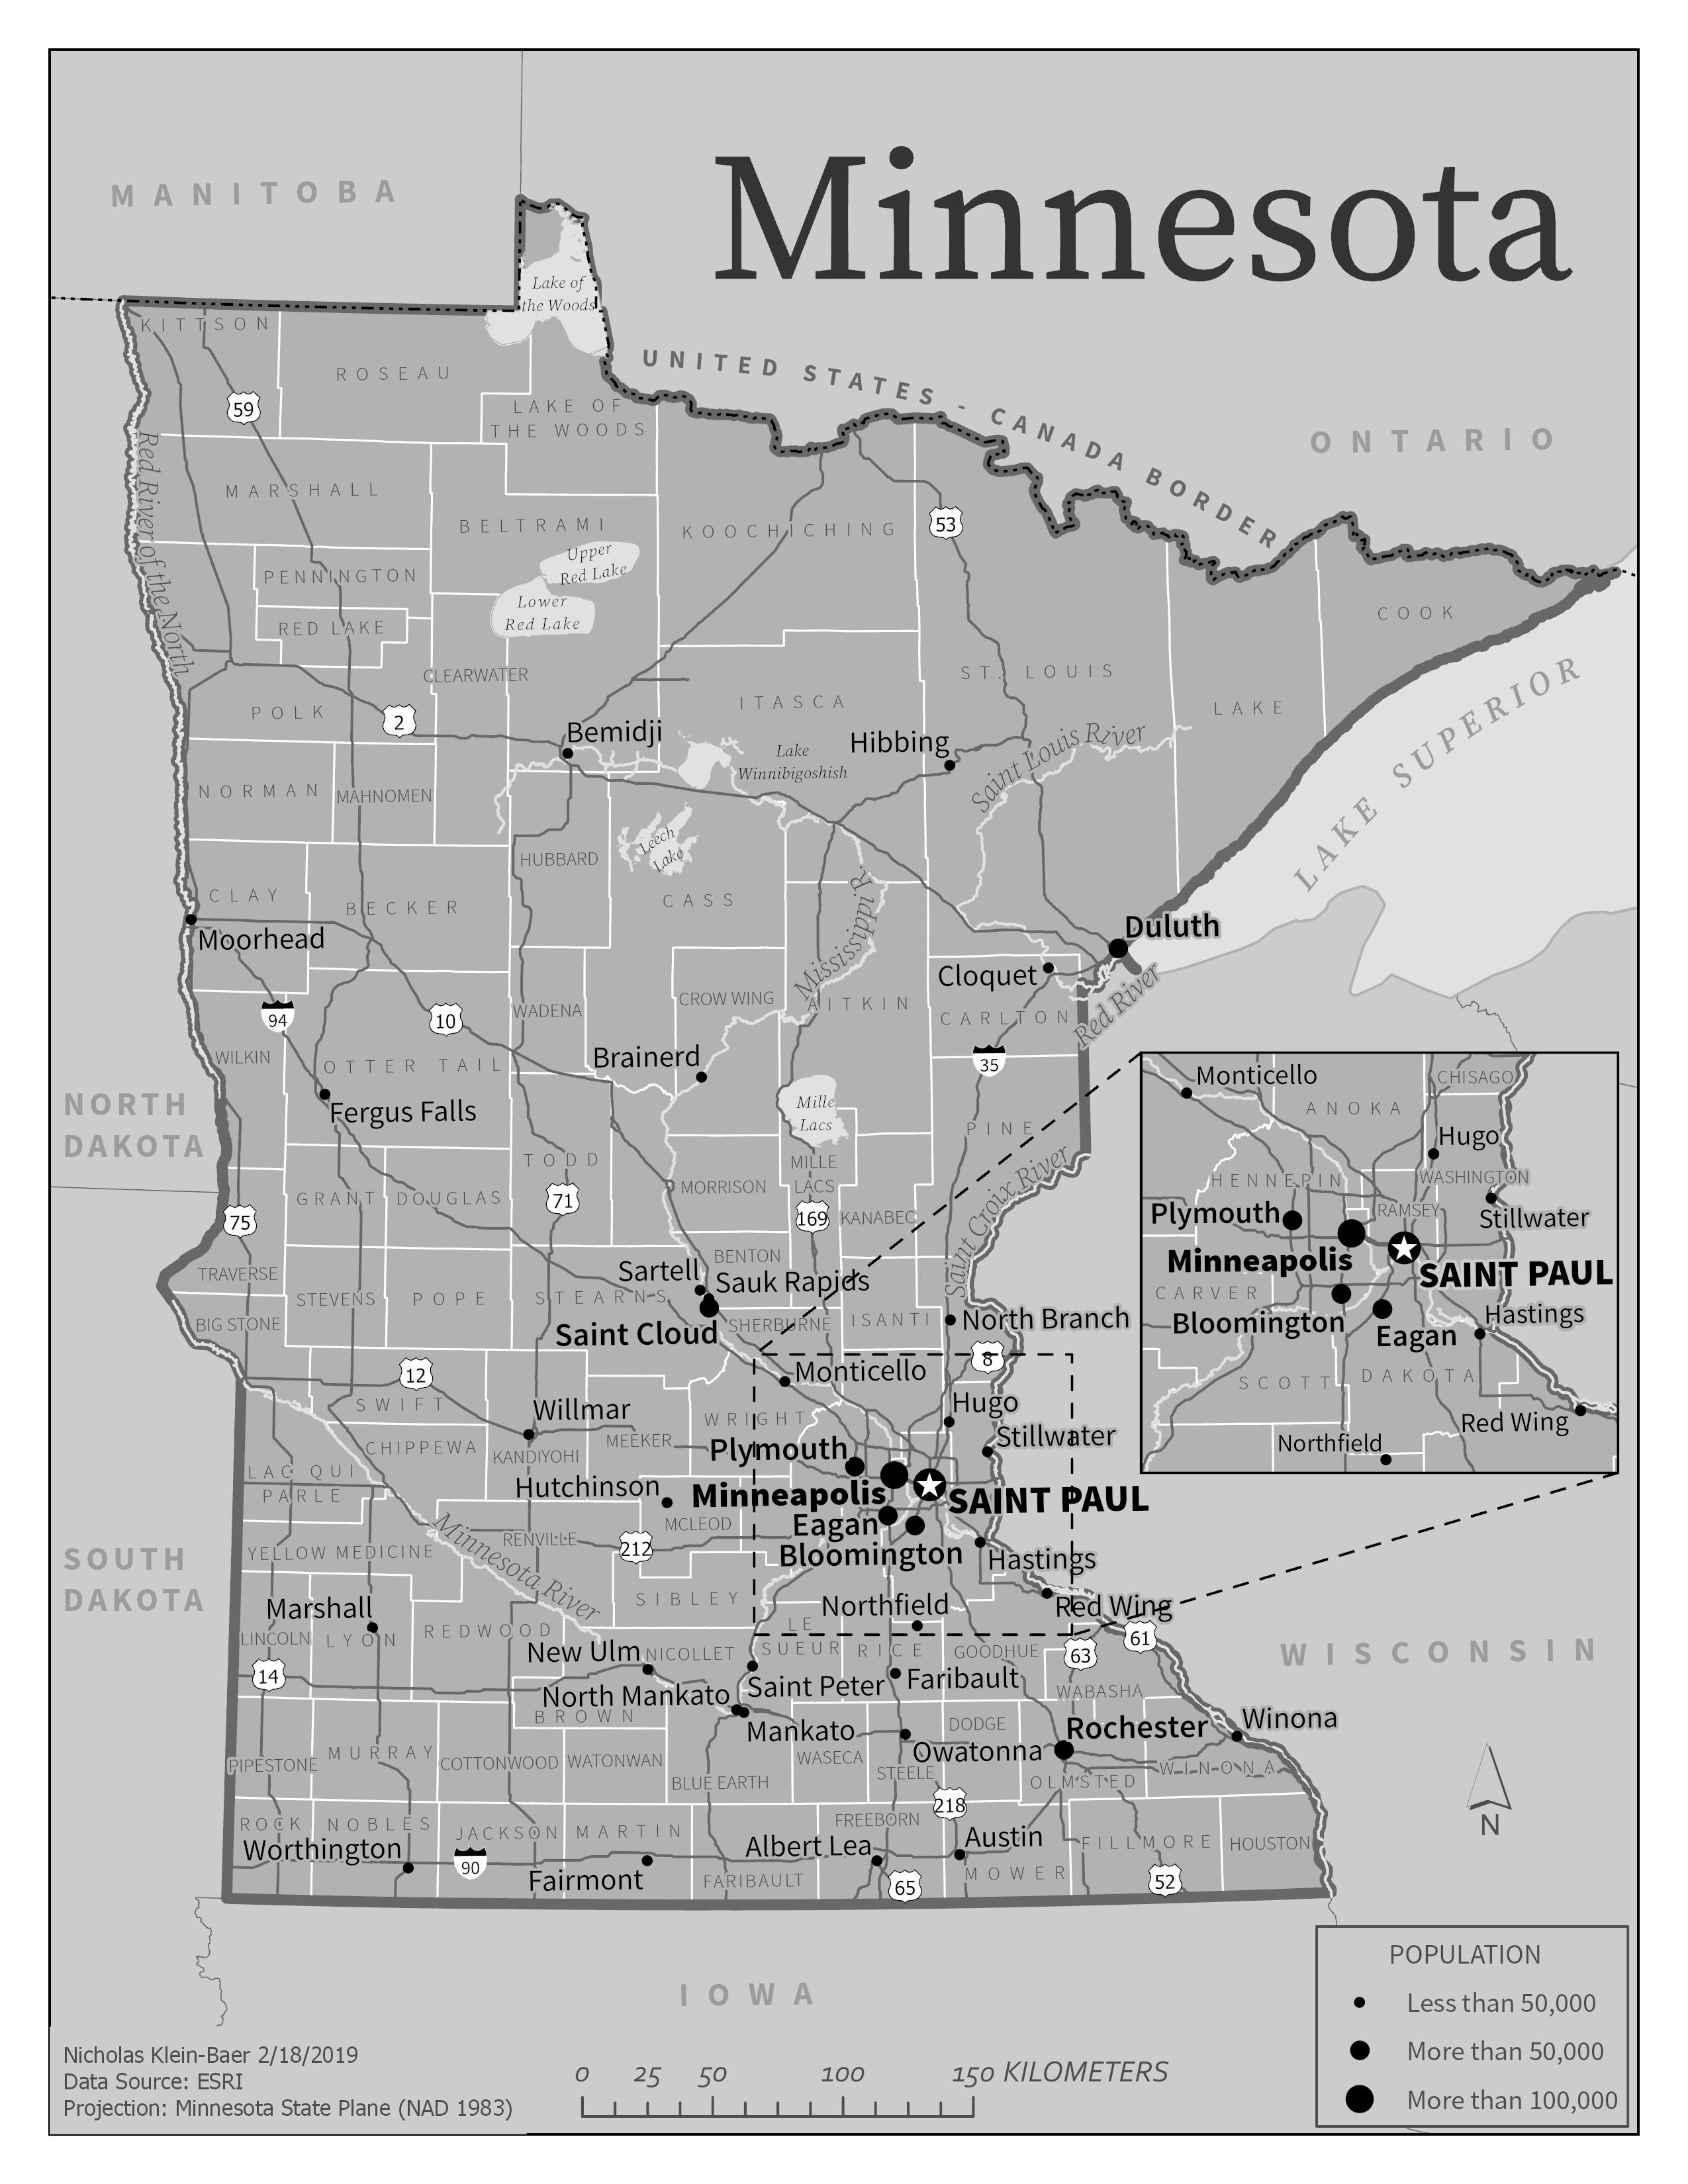 Minnesota
MANITOBA
ONTARIO
UNITED STATES - CANADA BORDER
Lake of
the Woods
KITTSON
ROSEAU
LAKE OF
THE WOODS
59
Red River of the North
MARSHALL
BELTRAMI
KOOCHICHING
53
Upper
Red Lake
Lower
Red Lake
PENNINGTON
RED LAKE
CLEARWATER
COOK
ST. LOUIS
ITASCA
LAKE
LAKE SUPERIOR
POLK
2
Bemidji
Lake
Winnibigoshish
Hibbing
Saint Louis River
NORMAN
MAHNOMEN
HUBBARD
Leech
Lake
CASS
Mississippi R.
CLAY
BECKER
Moorhead
Duluth
Cloquet
Red River
94
10
WADENA
CROW WING
AITKIN
CARLTON
35
WILKIN
OTTER TAIL
Brainerd
Fergus Falls
NORTH
DAKOTA
Mille
Lacs
PINE
TODD
MORRISON
MILLE
LACS
GRANT
DOUGLAS
71
169
KANABEC
75
Saint Croix River
BENTON
TRAVERSE
Sartell
Sauk Rapids
STEVENS
POPE
STEARNS
BIG STONE
Saint Cloud
SHERBURNE
ISANTI
North Branch
8
12
Monticello
SWIFT
Willmar
WRIGHT
Hugo
CHIPPEWA
KANDIYOHI
MEEKER
Plymouth
Stillwater
LAC QUI
PARLE
Hutchinson
Minneapolis
SAINT PAUL
MCLEOD
Eagan
Bloomington
Minnesota River
RENVILLE
212
YELLOW MEDICINE
Hastings
SOUTH
DAKOTA
SIBLEY
Marshall
Northfield
Red Wing
LINCOLN
LYON
REDWOOD
LE
SUEUR
RICE
GOODHUE
61
63
New Ulm
NICOLLET
14
Saint Peter
Faribault
WABASHA
North Mankato
BROWN
Mankato
DODGE
Rochester
Winona
WISCONSIN
Owatonna
PIPESTONE
MURRAY
COTTONWOOD
WATONWAN
BLUE EARTH
WASECA
STEELE
OLMSTED
WINONA
218
ROCK
NOBLES
JACKSON
MARTIN
FREEBORN
Worthington
Albert Lea
Austin
FILLMORE
HOUSTON
90
Fairmont
FARIBAULT
65
MOWER
52
IOWA
N
Monticello
CHISAGO
ANOKA
Hugo
HENNEPIN
WASHINGTON
Plymouth
RAMSEY
Stillwater
Minneapolis
SAINT PAUL
CARVER
Bloomington
Eagan
Hastings
SCOTT
DAKOTA
Red Wing
Northfield
POPULATION
Less than 50,000
More than 50,000
More than 100,000
Nicholas Klein-Baer 2/18/2019
Data Source: ESRI
Projection: Minnesota State Plane (NAD 1983)
0 25 50 100 150 KILOMETERS